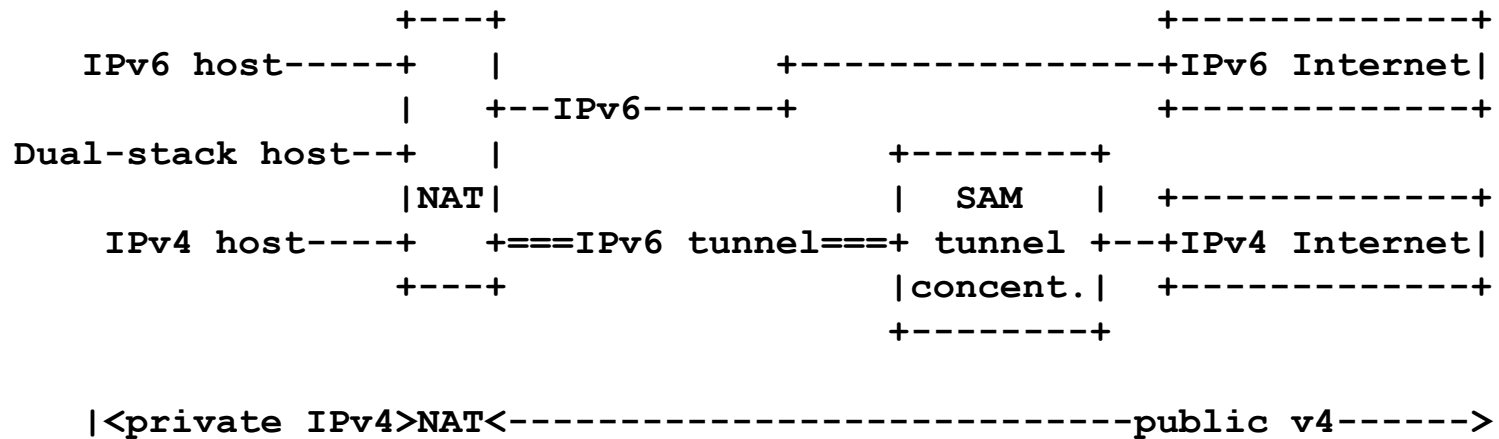 +---+                                 +-------------+
   IPv6 host-----+   |             +----------------+IPv6 Internet|
                 |   +--IPv6------+                 +-------------+
Dual-stack host--+   |                  +--------+
                 |NAT|                  |  SAM   |  +-------------+
    IPv4 host----+   +===IPv6 tunnel===+ tunnel +--+IPv4 Internet|
                 +---+                  |concent.|  +-------------+
                                        +--------+
   |<private IPv4>NAT<-----------------------------public v4------>